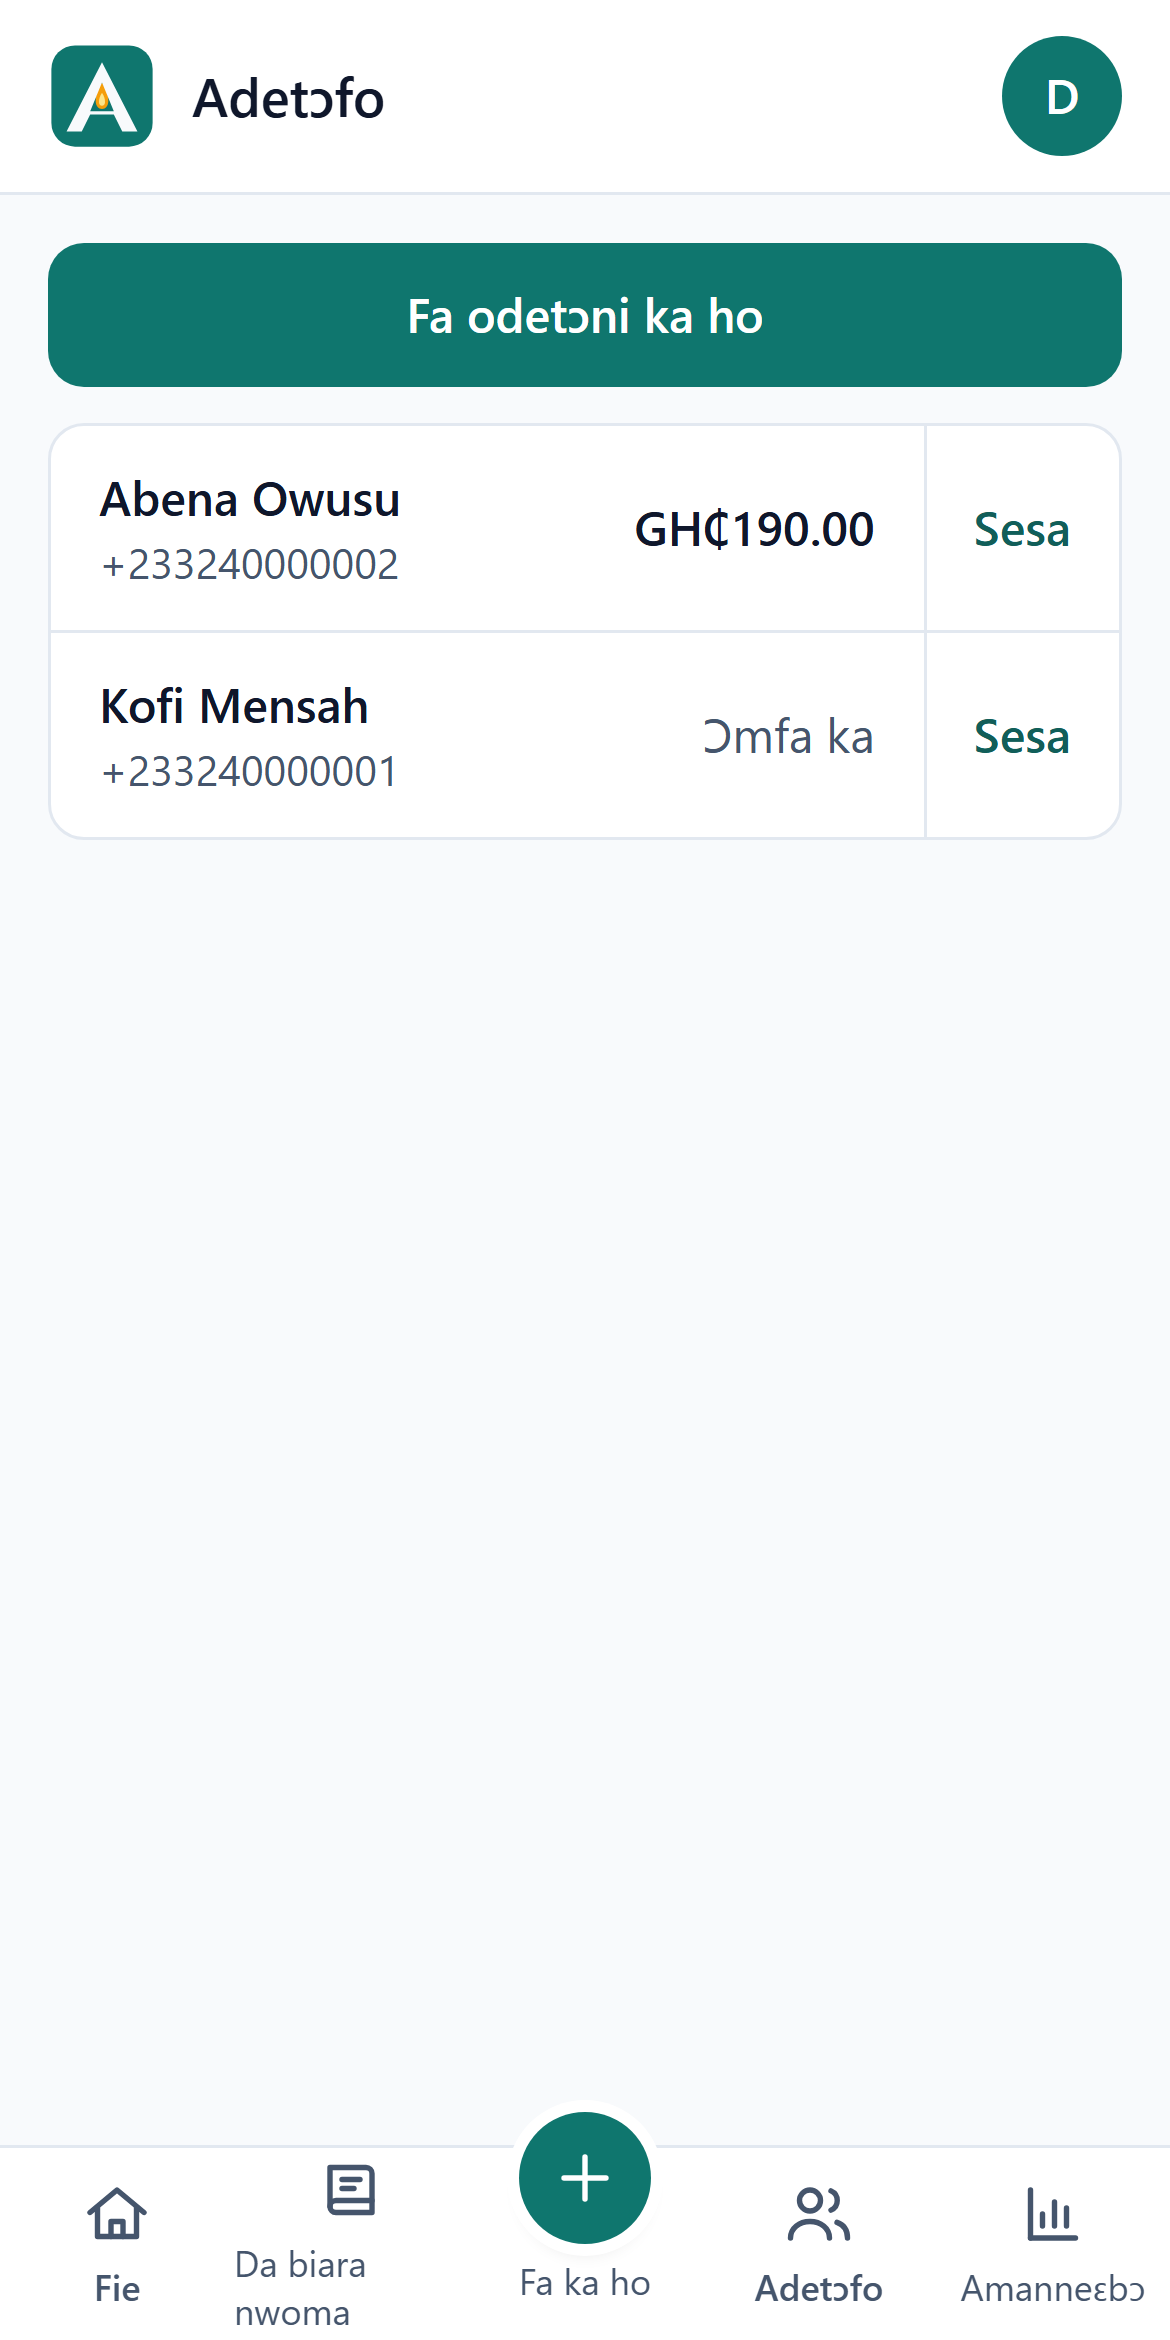 Adetɔfo
D
Fa odetɔni ka ho
Abena Owusu
+233240000002
GH₵190.00
Sesa
Kofi Mensah
+233240000001
Ɔmfa ka
Sesa
Fie
Da biara
nwoma
Fa ka ho
Adetɔfo
Amanneɛbɔ